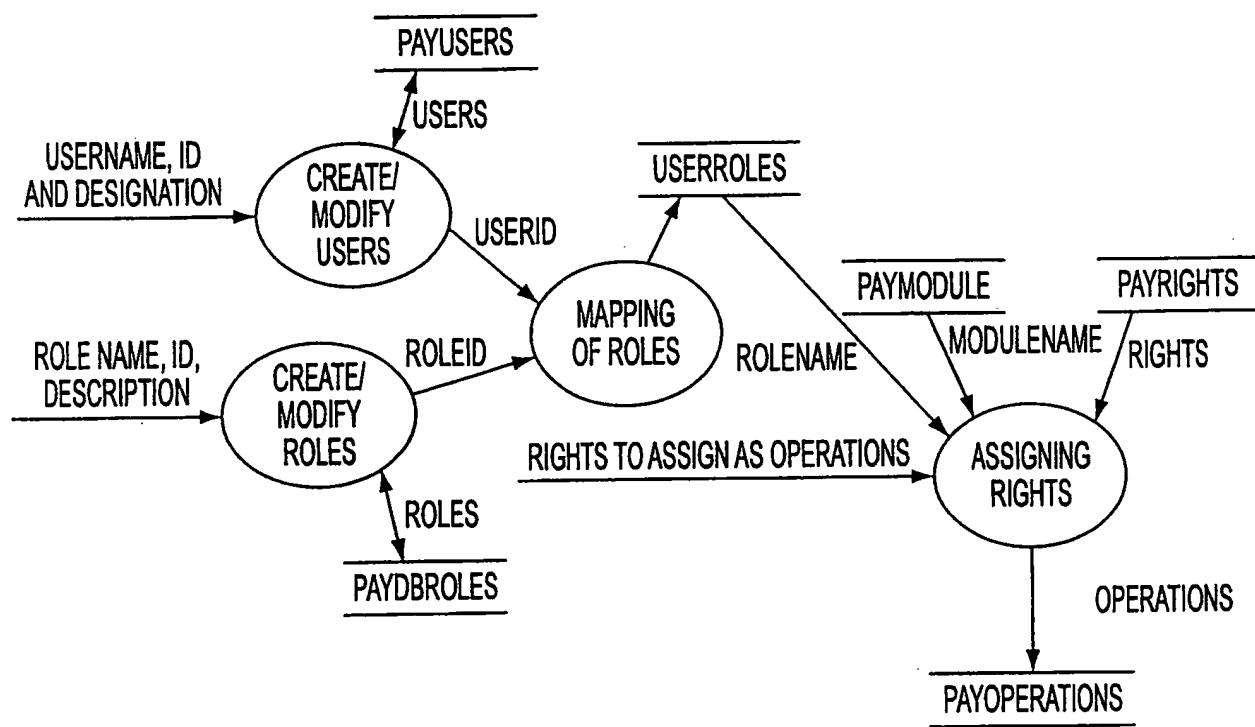 PAYUSERS
USERS
USERNAME, ID
AND DESIGNATION
CREATE/
MODIFY
USERS
USERID
USERROLES
MAPPING
OF ROLES
ROLE NAME, ID,
DESCRIPTION
CREATE/
MODIFY
ROLES
ROLEID
ROLES
PAYDBROLES
ROLENAME
PAYMODULE
MODULENAME
PAYRIGHTS
RIGHTS
RIGHTS TO ASSIGN AS OPERATIONS
ASSIGNING
RIGHTS
OPERATIONS
PAYOPERATIONS